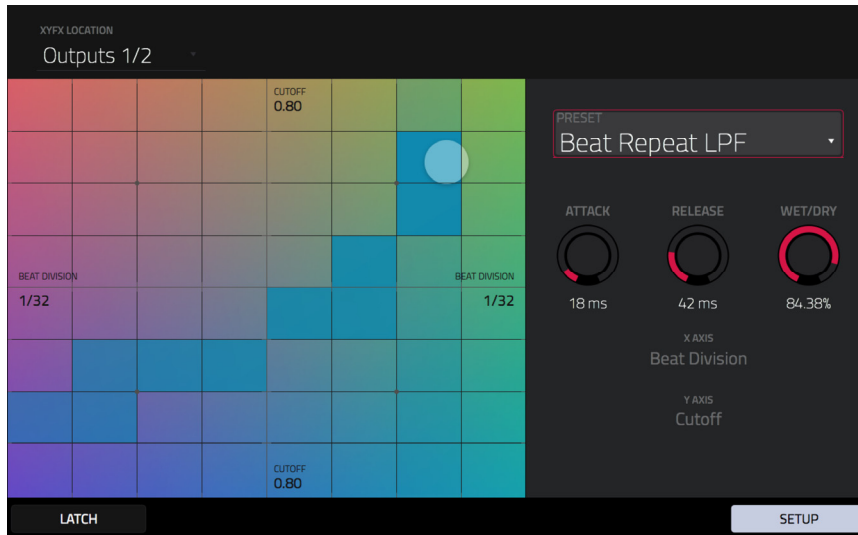 XYFX LOCATION
Outputs 1/2
CUTOFF
0.80
PRESET
Beat Repeat LPF
ATTACK
RELEASE
WET/DRY
BEAT DIVISION
1/32
BEAT DIVISION
1/32
18 ms
42 ms
84.38%
X AXIS
Beat Division
Y AXIS
Cutoff
CUTOFF
0.80
LATCH
SETUP